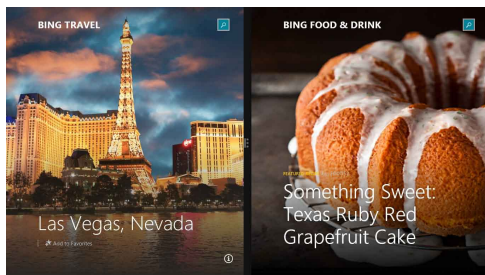 BING TRAVEL
Las Vegas, Nevada
Add to Favorites
BING FOOD & DRINK
Something Sweet:
Texas Ruby Red
Grapefruit Cake